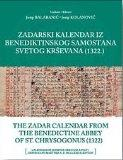 Josip BALABANIĆ – Josip KOLANOVIĆ
ZADARSKI KALENDAR IZ
BENEDIKTINSKOG SAMOSTANA
SVETOG KRŠEVANA (1322.)
THE ZADAR CALENDAR FROM
THE BENEDICTINE ABBEY
OF ST. CHRYSOGONUS (1322)